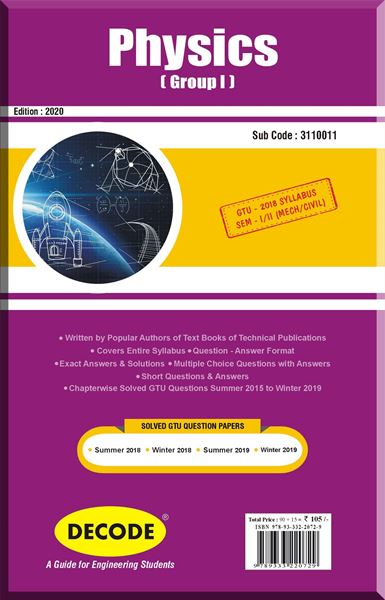 Physics
( Group I )
Edition : 2020
Sub Code : 3110011
GTU - 2018 SYLLABUS
SEM - I/II (MECH/CIVIL)
• Written by Popular Authors of Text Books of Technical Publications
• Covers Entire Syllabus • Question - Answer Format
• Exact Answers & Solutions • Multiple Choice Questions with Answers
• Short Questions & Answers
• Chapterwise Solved GTU Questions Summer 2015 to Winter 2019
SOLVED GTU QUESTION PAPERS
• Summer 2018 • Winter 2018 • Summer 2019 • Winter 2019
DECODE ®
A Guide for Engineering Students
Total Price : 90 + 15 = ₹ 105 /-
ISBN 978-93-332-2072-9
9 789333 220729